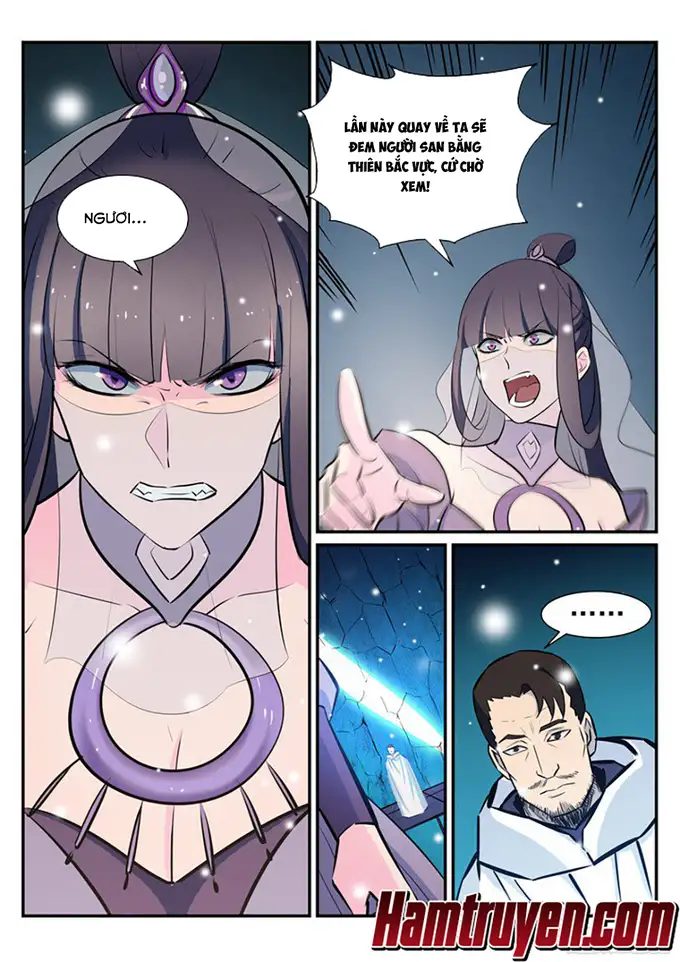 NGƯƠI...
LẦN NÀY QUAY VỀ TA SẼ
ĐEM NGƯỜI SAN BẰNG
THIÊN BẮC VỰC, CỨ CHỜ
XEM!
......
Hamtruyen.com